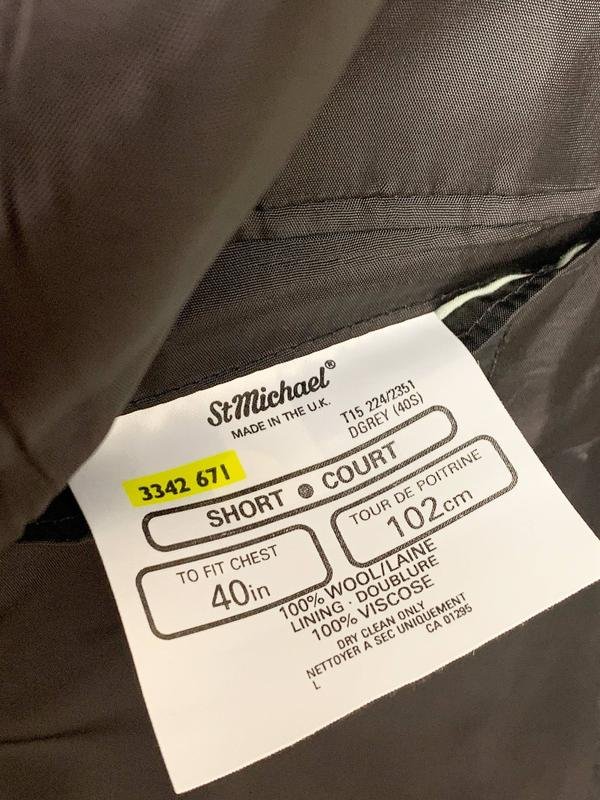 StMichael®
MADE IN THE U.K.
T15 224/2351
DGREY (40S)
3342 671
SHORT ● COURT
TO FIT CHEST
40in
TOUR DE POITRINE
102cm
100% WOOL/LAINE
LINING · DOUBLURE
100% VISCOSE
DRY CLEAN ONLY
NETTOYER A SEC UNIQUEMENT
CA 01295
L